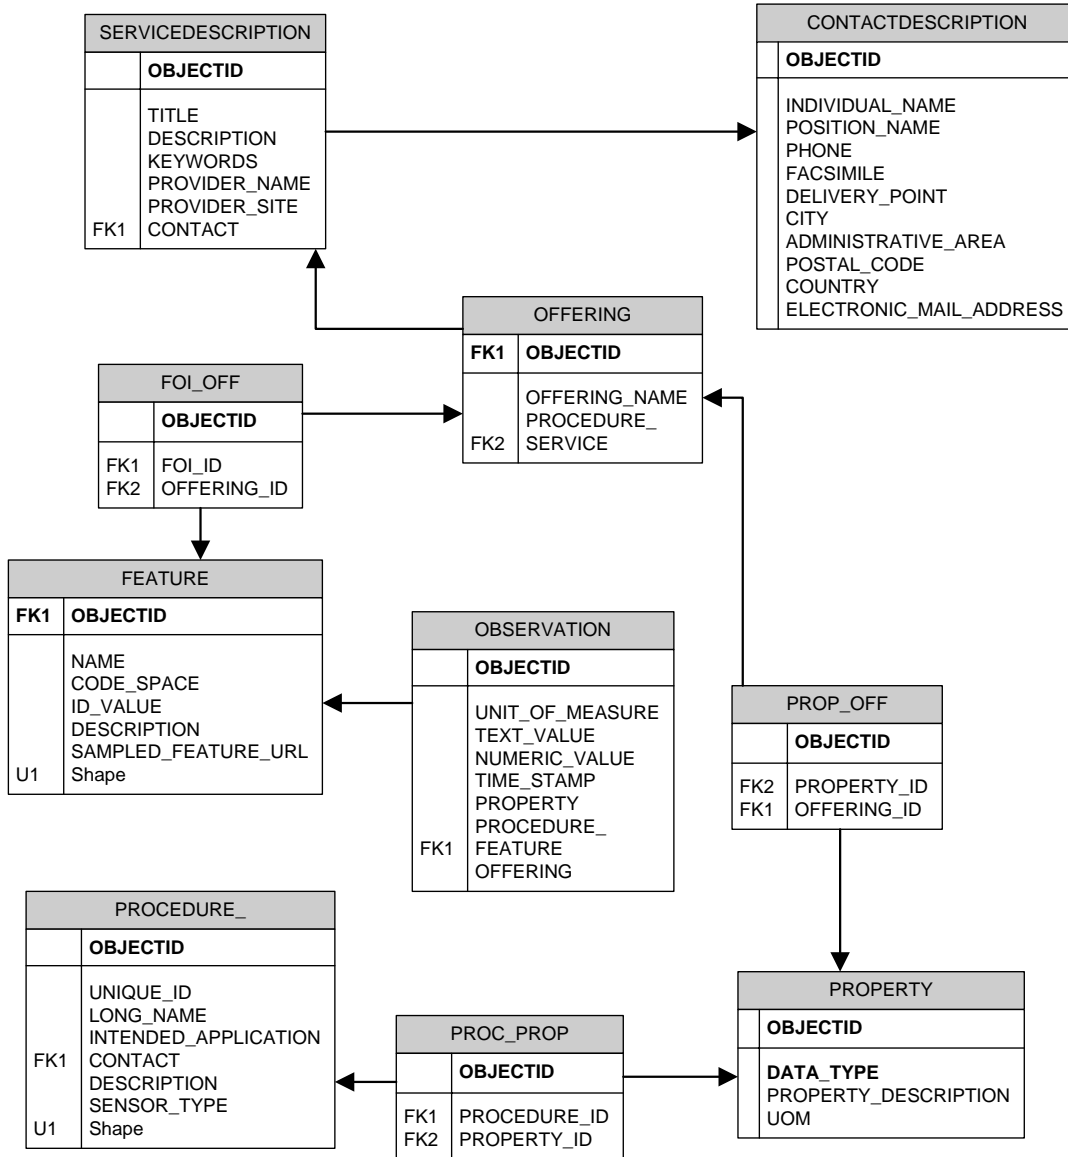 SERVICEDESCRIPTION
OBJECTID
TITLE
DESCRIPTION
KEYWORDS
PROVIDER_NAME
PROVIDER_SITE
FK1 CONTACT
CONTACTDESCRIPTION
OBJECTID
INDIVIDUAL_NAME
POSITION_NAME
PHONE
FACSIMILE
DELIVERY_POINT
CITY
ADMINISTRATIVE_AREA
POSTAL_CODE
COUNTRY
ELECTRONIC_MAIL_ADDRESS
OFFERING
FK1 OBJECTID
OFFERING_NAME
PROCEDURE_
FK2 SERVICE
FOI_OFF
OBJECTID
FK1 FOI_ID
FK2 OFFERING_ID
FEATURE
FK1 OBJECTID
NAME
CODE_SPACE
ID_VALUE
DESCRIPTION
SAMPLED_FEATURE_URL
U1 Shape
OBSERVATION
OBJECTID
UNIT_OF_MEASURE
TEXT_VALUE
NUMERIC_VALUE
TIME_STAMP
PROPERTY
PROCEDURE_
FK1 FEATURE
OFFERING
PROP_OFF
OBJECTID
FK2 PROPERTY_ID
FK1 OFFERING_ID
PROCEDURE_
OBJECTID
UNIQUE_ID
LONG_NAME
INTENDED_APPLICATION
FK1 CONTACT
DESCRIPTION
SENSOR_TYPE
U1 Shape
PROC_PROP
OBJECTID
FK1 PROCEDURE_ID
FK2 PROPERTY_ID
PROPERTY
OBJECTID
DATA_TYPE
PROPERTY_DESCRIPTION
UOM